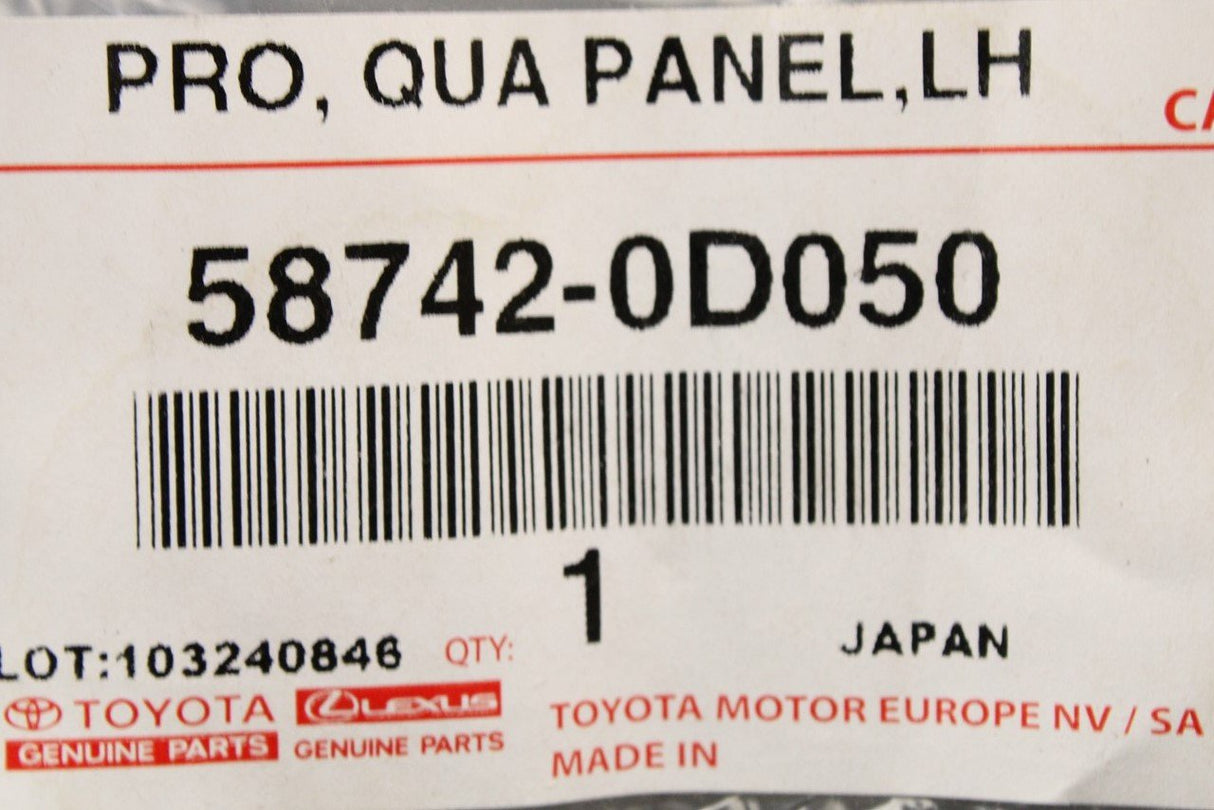 PRO, QUA PANEL,LH
CA
58742-0D050
1
LOT:103240846 QTY:
JAPAN
TOYOTA
GENUINE PARTS
LEXUS
GENUINE PARTS
TOYOTA MOTOR EUROPE NV / SA
MADE IN